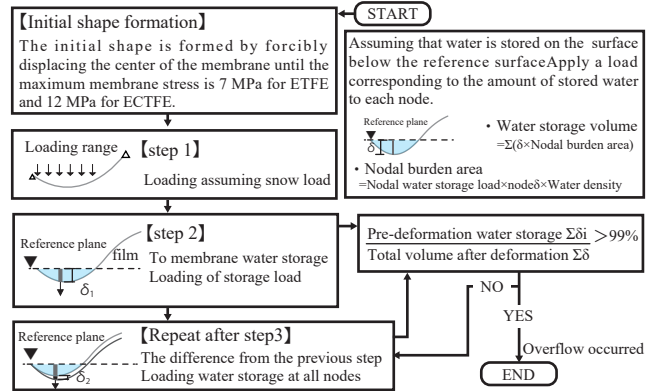 START
【Initial shape formation】
The initial shape is formed by forcibly
displacing the center of the membrane until the
maximum membrane stress is 7 MPa for ETFE
and 12 MPa for ECTFE.
Assuming that water is stored on the surface
below the reference surfaceApply a load
corresponding to the amount of stored water
to each node.
Reference plane
δ
・Water storage volume
=Σ(δ×Nodal burden area)
・Nodal burden area
=Nodal water storage load×nodeδ×Water density
Loading range
【step 1】
Loading assuming snow load
Reference plane
film
δ1
【step 2】
To membrane water storage
Loading of storage load
Pre-deformation water storage Σδi
Total volume after deformation Σδ
>99%
NO
YES
Reference plane
δ2
【Repeat after step3】
The difference from the previous step
Loading water storage at all nodes
Overflow occurred
END